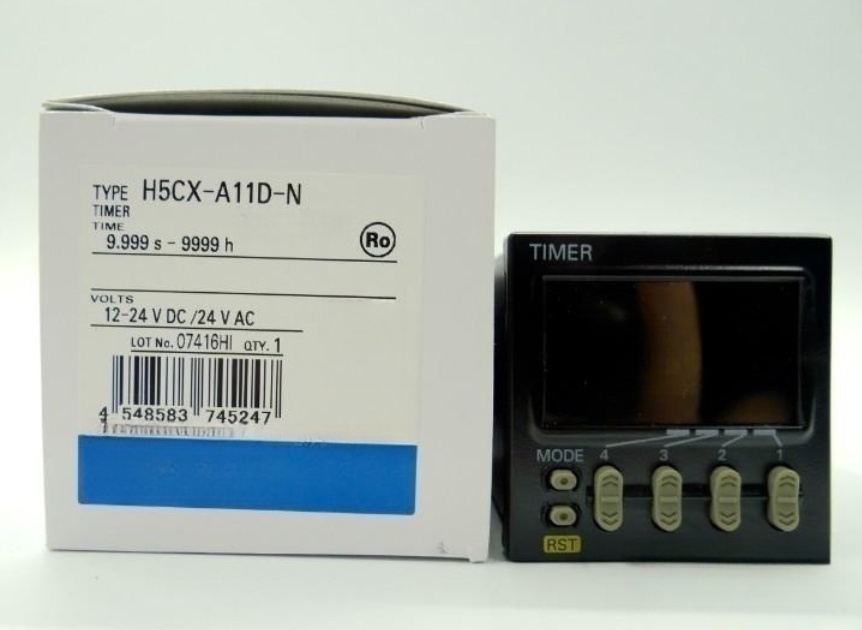 TYPE H5CX-A11D-N
TIMER
TIME
9.999 s - 9999 h
Ro
VOLTS
12-24 V DC /24 V AC
LOT No. 07416HI QTY. 1
4 548583 745247
TIMER
MODE 4 3 2 1
RST